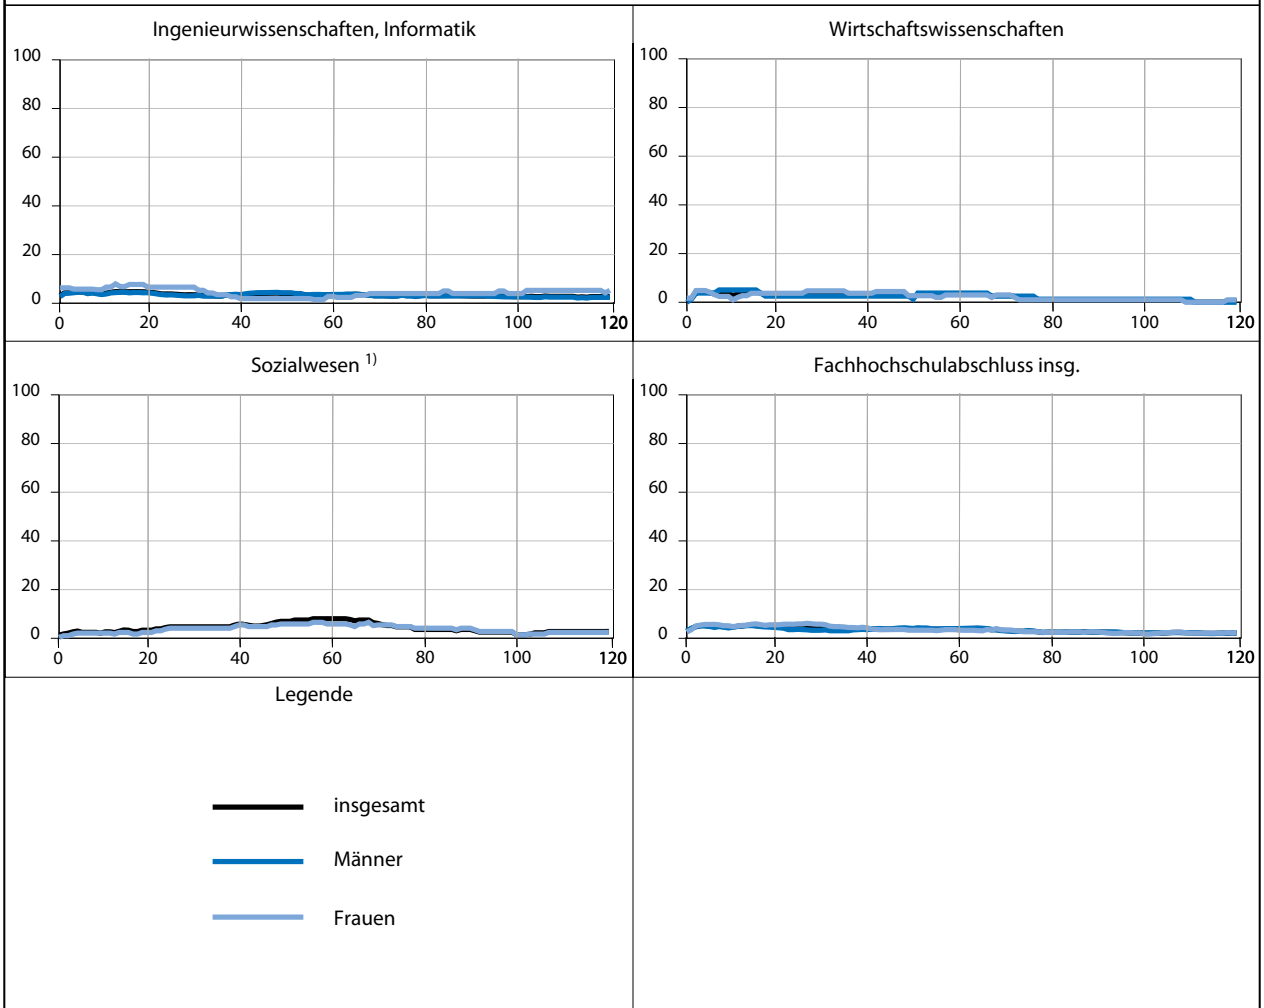 Ingenieurwissenschaften, Informatik
100
80
60
40
20
0
0 20 40 60 80 100 120
Wirtschaftswissenschaften
100
80
60
40
20
0
0 20 40 60 80 100 120
Sozialwesen 1)
100
80
60
40
20
0
0 20 40 60 80 100 120
Fachhochschulabschluss insg.
100
80
60
40
20
0
0 20 40 60 80 100 120
Legende
insgesamt
Männer
Frauen